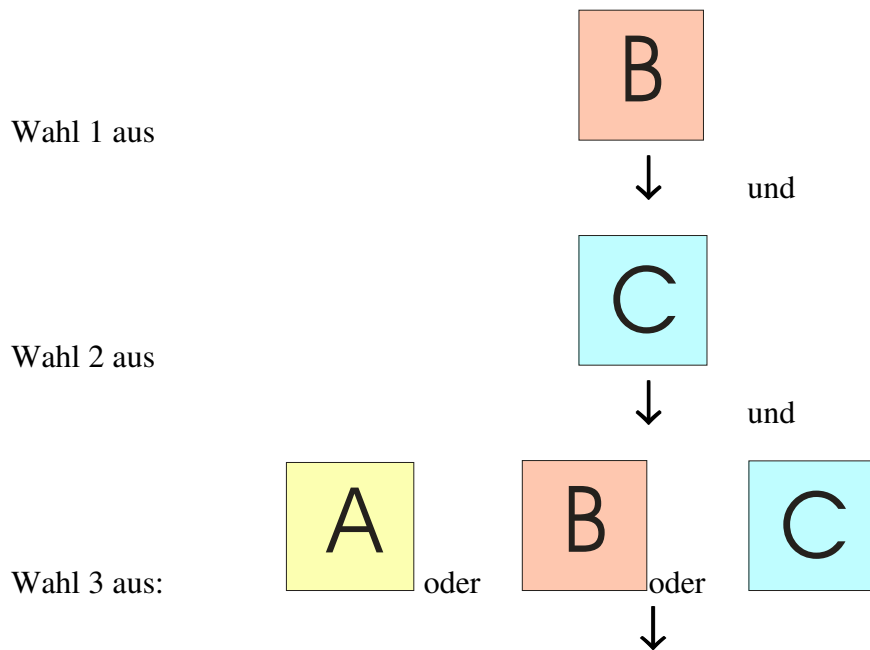 B
Wahl 1 aus
und
C
Wahl 2 aus
und
A B C
Wahl 3 aus: oder oder